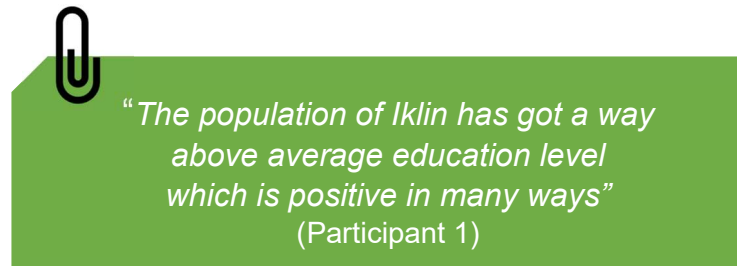 “The population of Iklin has got a way
above average education level
which is positive in many ways”
(Participant 1)